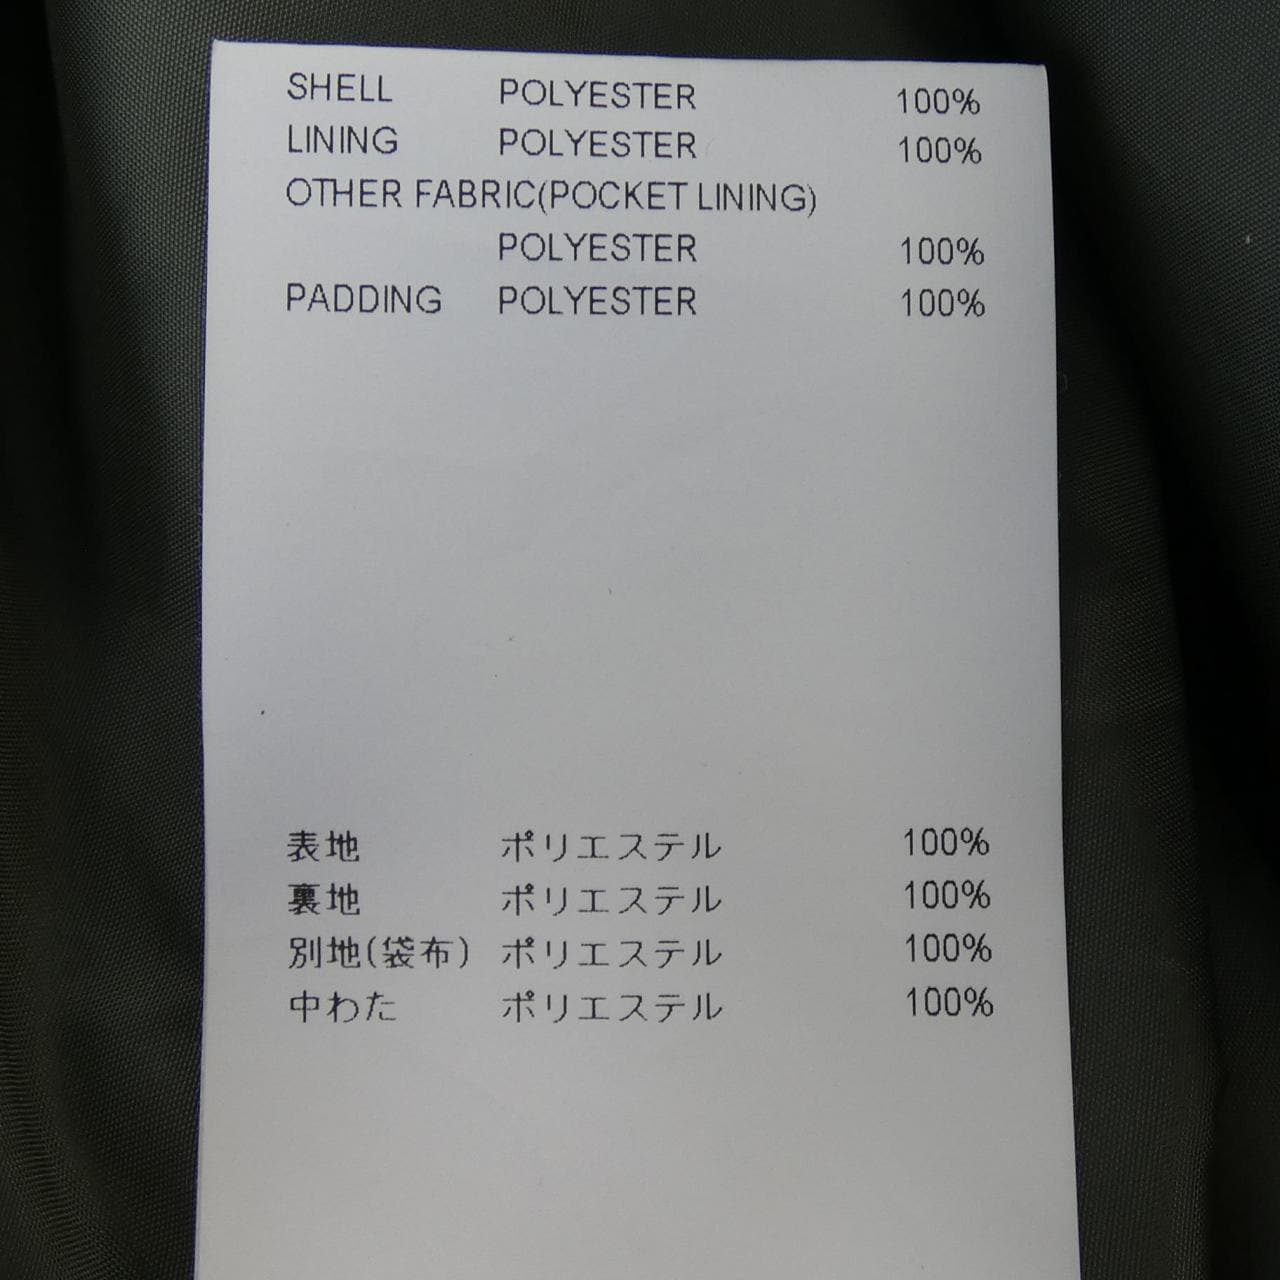 SHELL POLYESTER 100%
LINING POLYESTER 100%
OTHER FABRIC(POCKET LINING)
POLYESTER 100%
PADDING POLYESTER 100%
表地 ポリエステル 100%
裏地 ポリエステル 100%
別地(袋布) ポリエステル 100%
中わた ポリエステル 100%